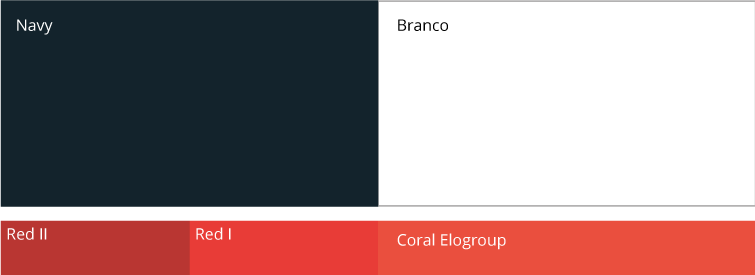 Navy
Branco
Red II
Red I
Coral Elogroup